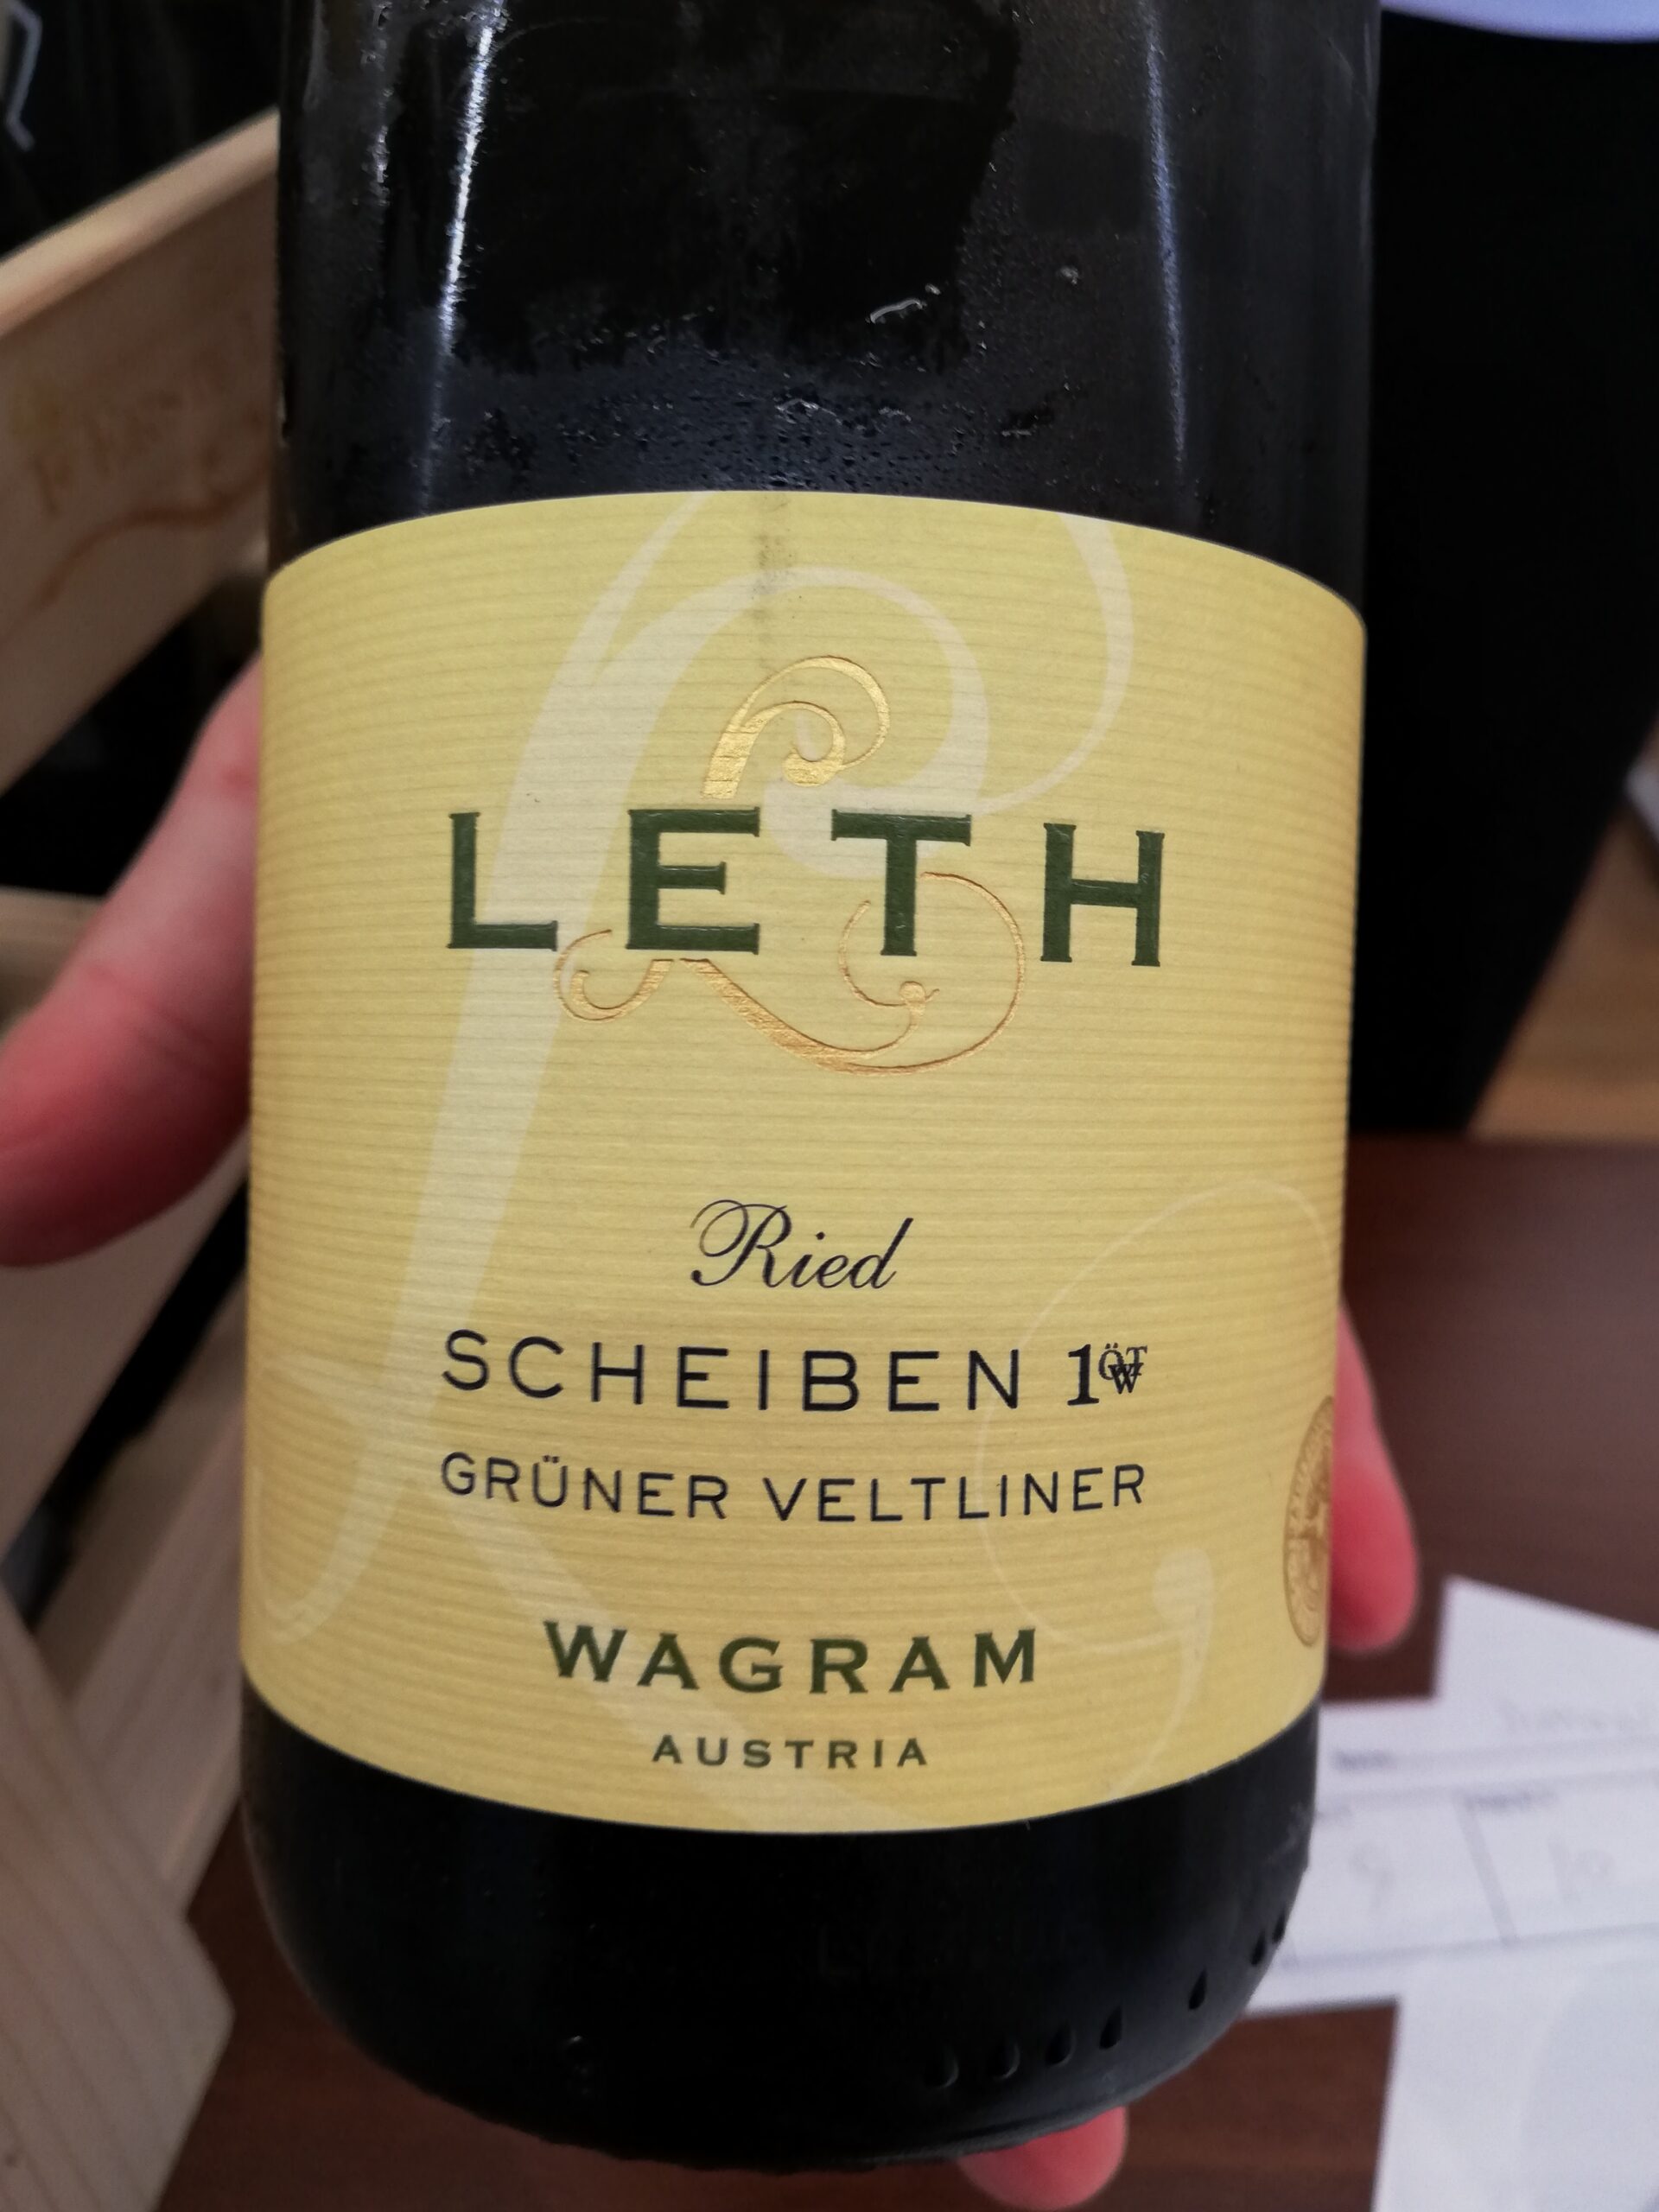 LETH
Ried
SCHEIBEN 1ÖTW
GRÜNER VELTLINER
WAGRAM
AUSTRIA